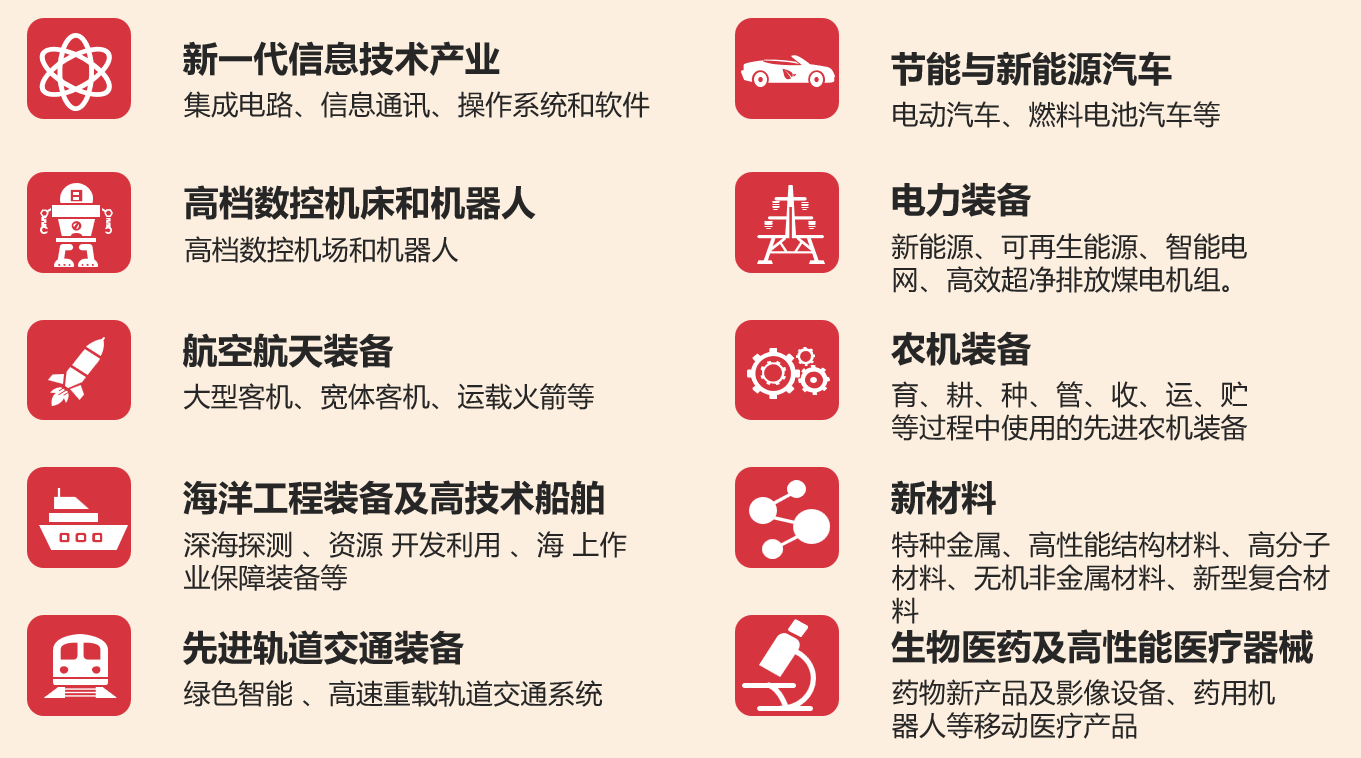 新一代信息技术产业
集成电路、信息通讯、操作系统和软件
高档数控机床和机器人
高档数控机场和机器人
航空航天装备
大型客机、宽体客机、运载火箭等
海洋工程装备及高技术船舶
深海探测 、资源 开发利用 、海 上作
业保障装备等
先进轨道交通装备
绿色智能 、高速重载轨道交通系统
节能与新能源汽车
电动汽车、燃料电池汽车等
电力装备
新能源、可再生能源、智能电
网、高效超净排放煤电机组。
农机装备
育、耕、种、管、收、运、贮
等过程中使用的先进农机装备
新材料
特种金属、高性能结构材料、高分子
材料、无机非金属材料、新型复合材
料
生物医药及高性能医疗器械
药物新产品及影像设备、药用机
器人等移动医疗产品